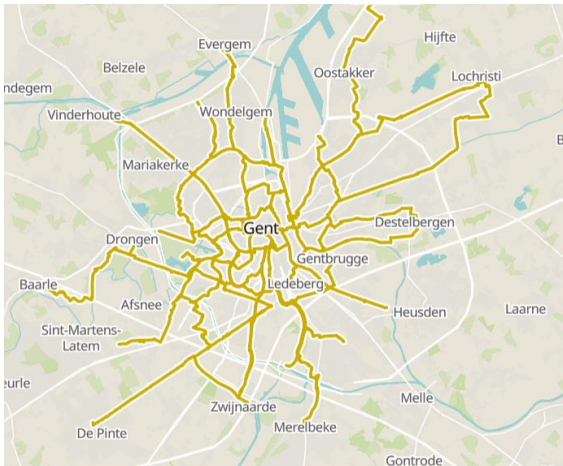 Evergem
Hijfte
Belzele
Oostakker
Lochristi
ndegem
Vinderhoute
Wondelgem
B
Mariakerke
Gent
Destelbergen
Drongen
Gentbrugge
Baarle
Ledeberg
Afsnee
Heusden
Laarne
Sint-Martens-
Latem
eurle
Melle
Zwijnaarde
De Pinte
Merelbeke
Gontrode